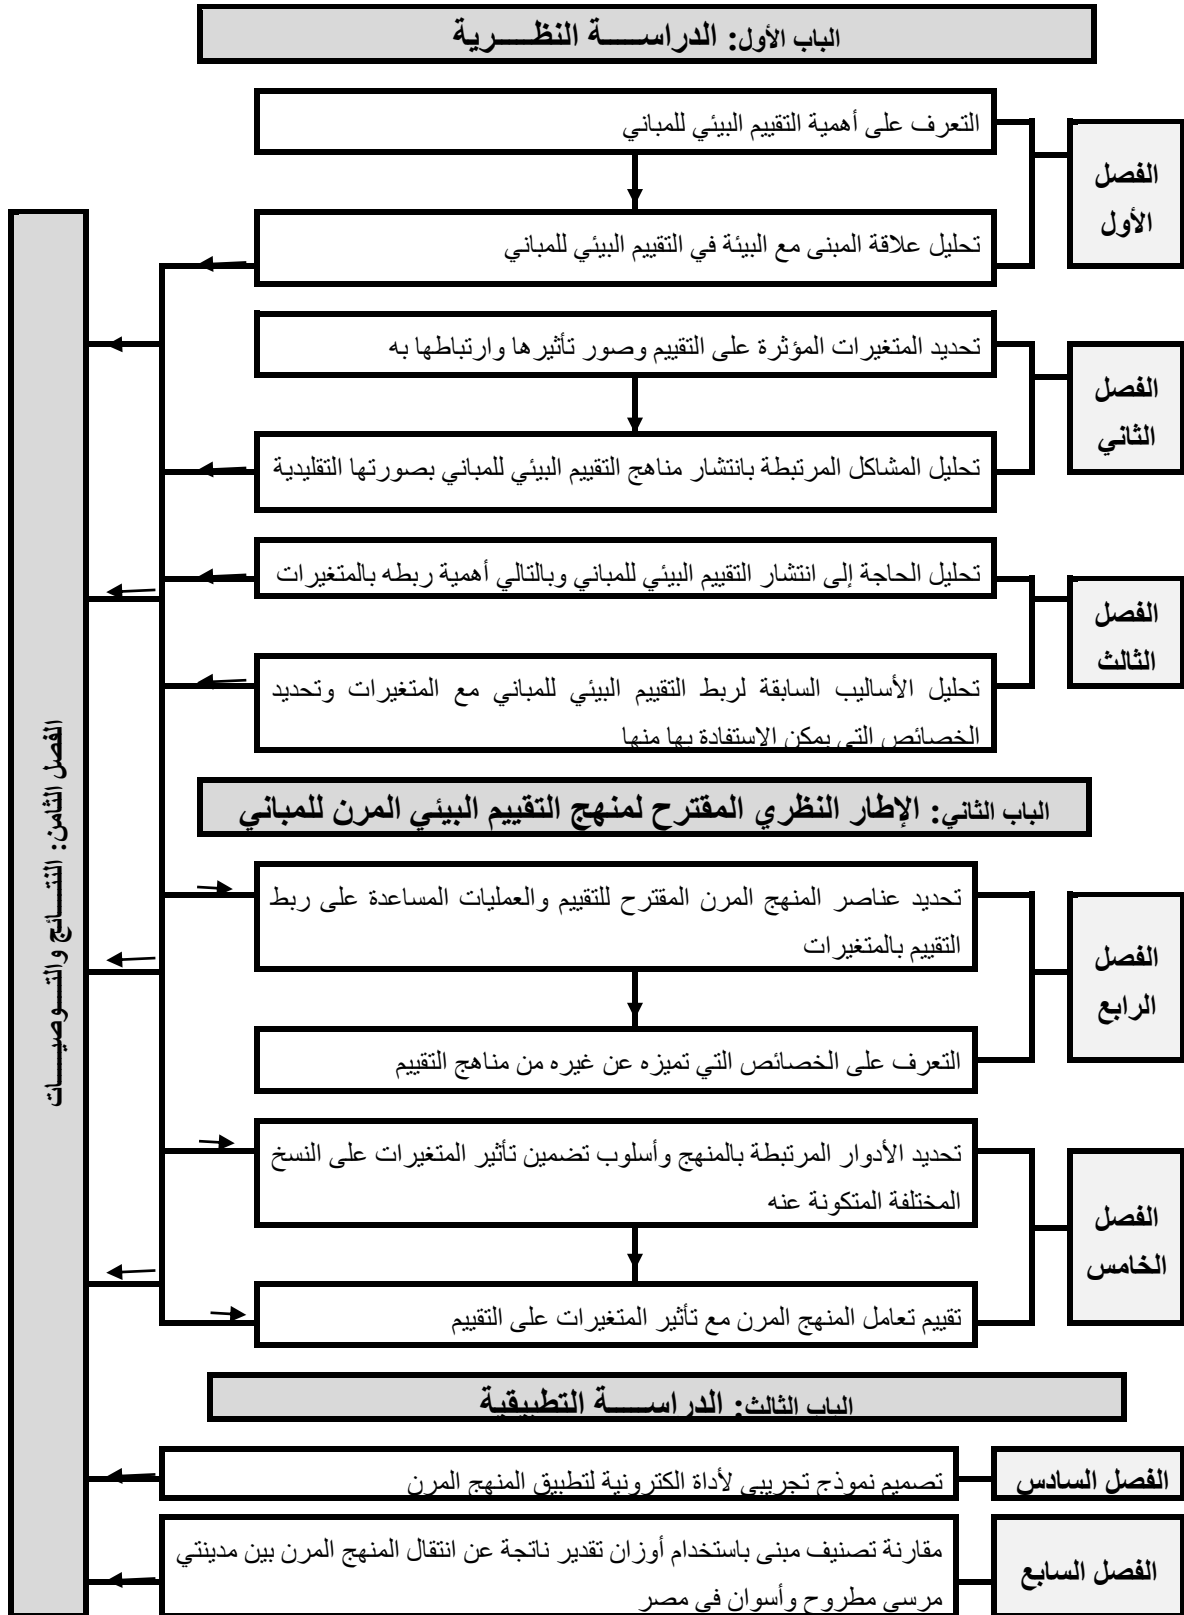 الباب الأول: الدراســـة النظـــرية
الفصل
الأول
التعرف على أهمية التقييم البيئي للمباني
تحليل علاقة المبنى مع البيئة في التقييم البيئي للمباني
الفصل
الثاني
تحديد المتغيرات المؤثرة على التقييم وصور تأثيرها وارتباطها به
تحليل المشاكل المرتبطة بانتشار مناهج التقييم البيئي للمباني بصورتها التقليدية
الفصل
الثالث
تحليل الحاجة إلى انتشار التقييم البيئي للمباني وبالتالي أهمية ربطه بالمتغيرات
تحليل الأساليب السابقة لربط التقييم البيئي للمباني مع المتغيرات وتحديد
الخصائص التي يمكن الاستفادة بها منها
الباب الثاني: الإطار النظري المقترح لمنهج التقييم البيئي المرن للمباني
الفصل
الرابع
تحديد عناصر المنهج المرن المقترح للتقييم والعمليات المساعدة على ربط
التقييم بالمتغيرات
التعرف على الخصائص التي تميزه عن غيره من مناهج التقييم
الفصل
الخامس
تحديد الأدوار المرتبطة بالمنهج وأسلوب تضمين تأثير المتغيرات على النسخ
المختلفة المتكونة عنه
تقييم تعامل المنهج المرن مع تأثير المتغيرات على التقييم
الباب الثالث: الدراســـة التطبيقية
الفصل السادس
تصميم نموذج تجريبي لأداة الكترونية لتطبيق المنهج المرن
الفصل السابع
مقارنة تصنيف مبنى باستخدام أوزان تقدير ناتجة عن انتقال المنهج المرن بين مدينتي
مرسى مطروح وأسوان في مصر
الفصل الثامن: النتـــائج والتـــوصيـــات